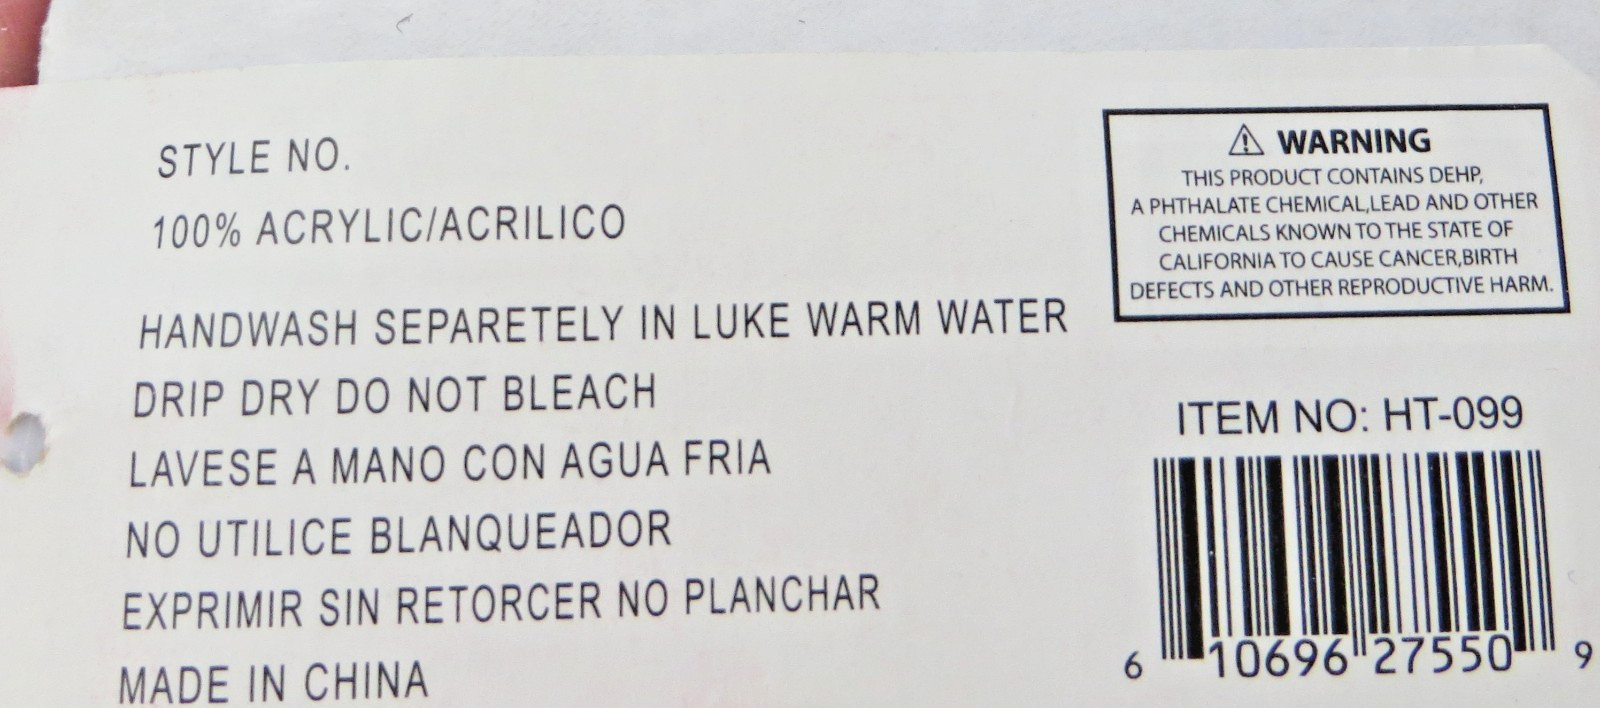 STYLE NO.
100% ACRYLIC/ACRILICO
HANDWASH SEPARETELY IN LUKE WARM WATER
DRIP DRY DO NOT BLEACH
LAVESE A MANO CON AGUA FRIA
NO UTILICE BLANQUEADOR
EXPRIMIR SIN RETORCER NO PLANCHAR
MADE IN CHINA
⚠ WARNING
THIS PRODUCT CONTAINS DEHP,
A PHTHALATE CHEMICAL,LEAD AND OTHER
CHEMICALS KNOWN TO THE STATE OF
CALIFORNIA TO CAUSE CANCER,BIRTH
DEFECTS AND OTHER REPRODUCTIVE HARM.
ITEM NO: HT-099
6 10696 27550 9